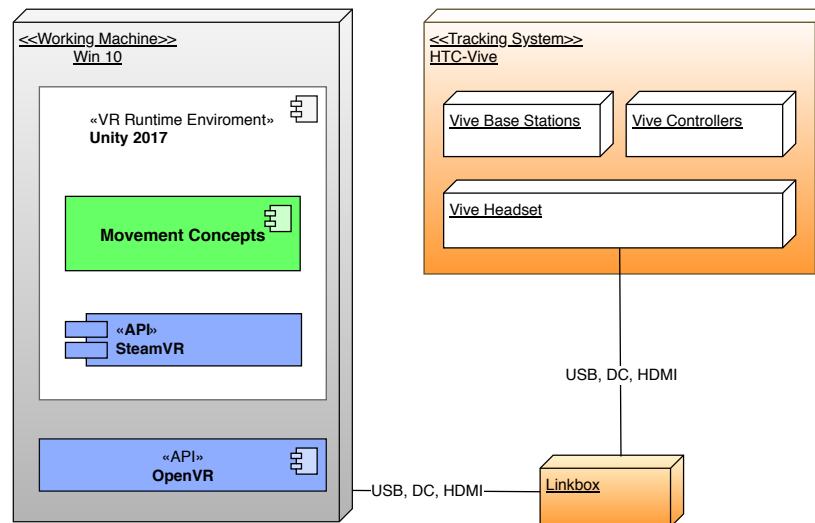 <<Working Machine>>
Win 10
«VR Runtime Enviroment»
Unity 2017
Movement Concepts
«API»
SteamVR
«API»
OpenVR
<<Tracking System>>
HTC-Vive
Vive Base Stations
Vive Controllers
Vive Headset
USB, DC, HDMI
USB, DC, HDMI
Linkbox